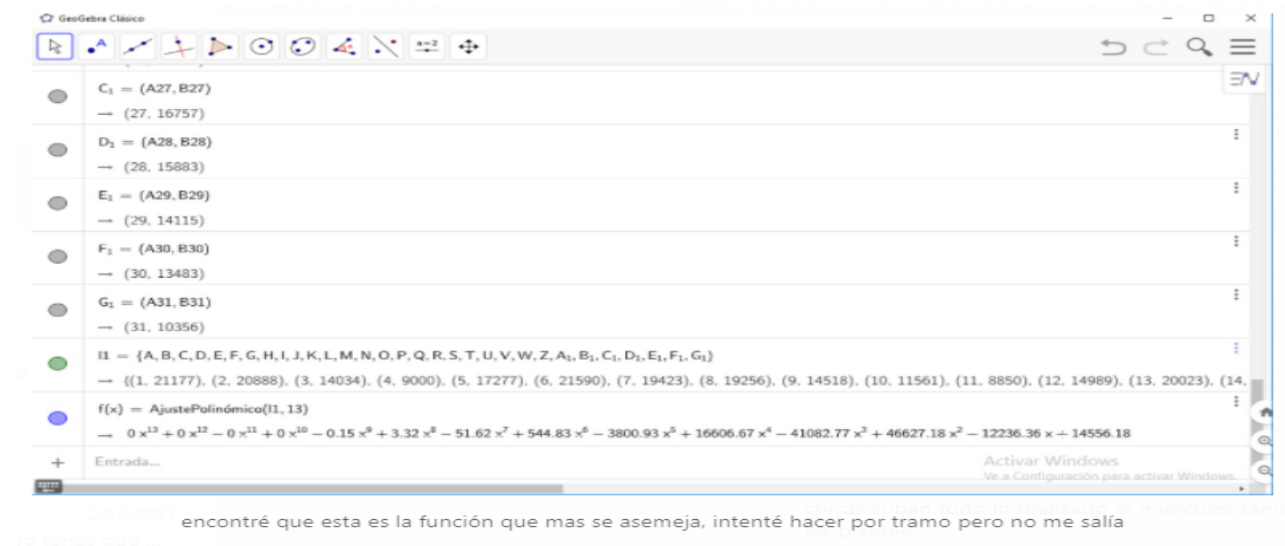 GeoGebra Clásico
C₁ = (A27, B27)
→ (27, 16757)
D₁ = (A28, B28)
→ (28, 15883)
E₁ = (A29, B29)
→ (29, 14115)
F₁ = (A30, B30)
→ (30, 13483)
G₁ = (A31, B31)
→ (31, 10356)
l1 = {A, B, C, D, E, F, G, H, I, J, K, L, M, N, O, P, Q, R, S, T, U, V, W, Z, A₁, B₁, C₁, D₁, E₁, F₁, G₁}
→ {(1, 21177), (2, 20888), (3, 14034), (4, 9000), (5, 17277), (6, 21590), (7, 19423), (8, 19256), (9, 14518), (10, 11561), (11, 8850), (12, 14989), (13, 20023), (14,
f(x) = AjustePolinómico(l1, 13)
→ 0 x¹³ + 0 x¹² − 0 x¹¹ + 0 x¹⁰ − 0.15 x⁹ + 3.32 x⁸ − 51.62 x⁷ + 544.83 x⁶ − 3800.93 x⁵ + 16606.67 x⁴ − 41082.77 x³ + 46627.18 x² − 12236.36 x + 14556.18
Entrada...
Activar Windows
Ve a Configuración para activar Windows.
encontré que esta es la función que mas se asemeja, intenté hacer por tramo pero no me salía